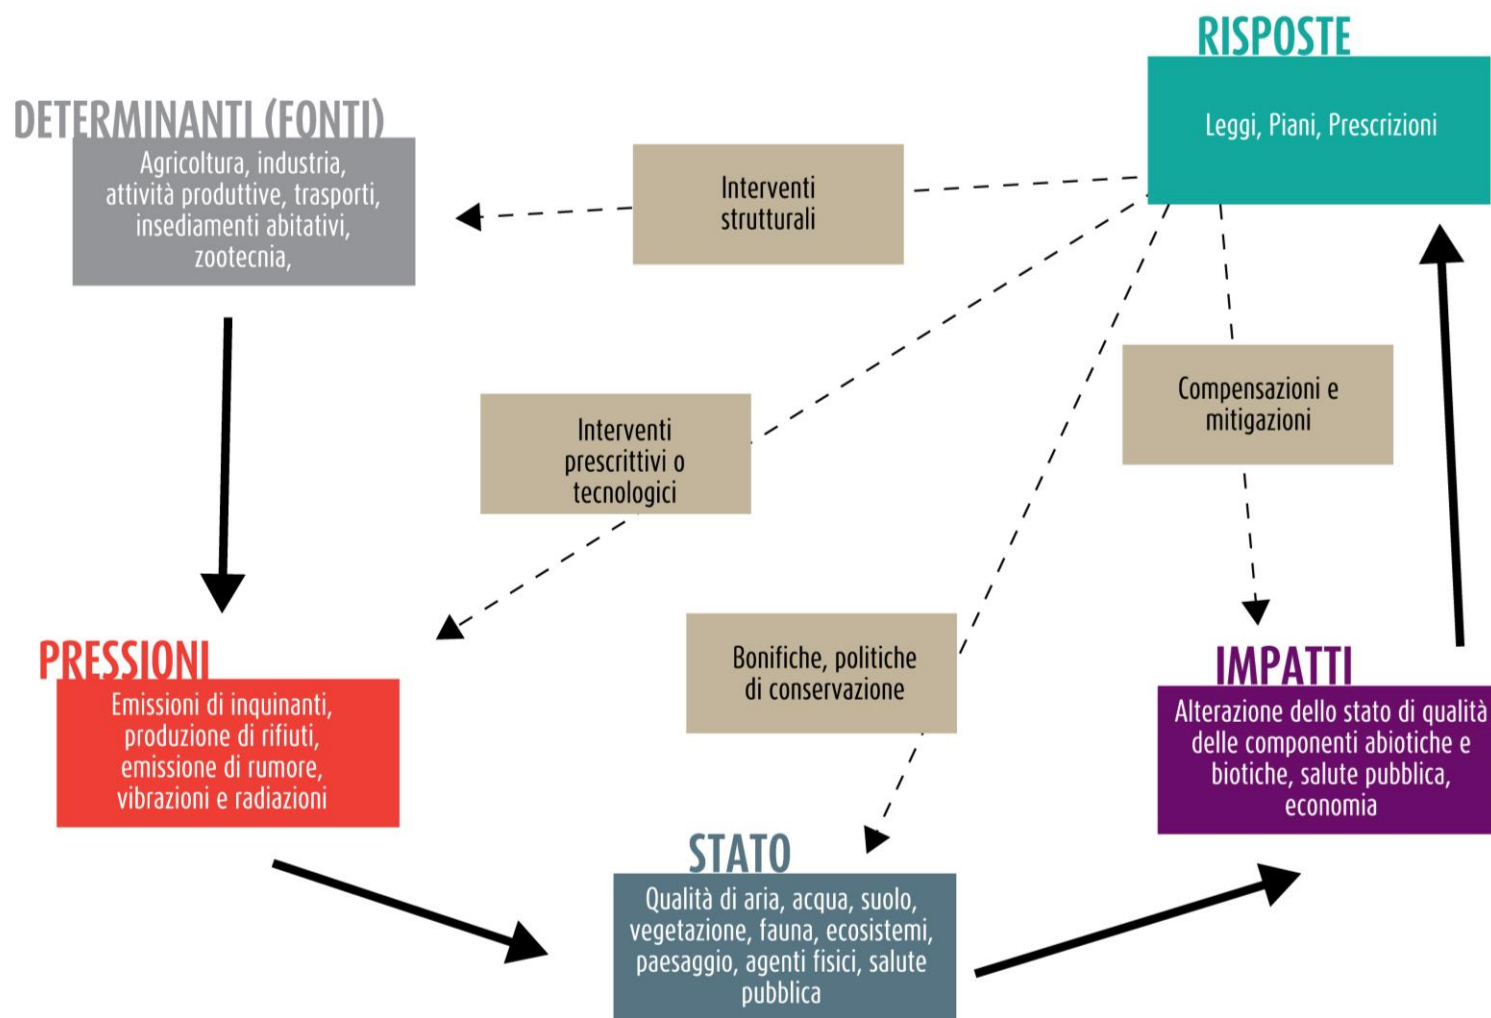 RISPOSTE
Leggi, Piani, Prescrizioni
DETERMINANTI (FONTI)
Agricoltura, industria,
attività produttive, trasporti,
insediamenti abitativi,
zootecnia,
Interventi
strutturali
Compensazioni e
mitigazioni
Interventi
prescrittivi o
tecnologici
Bonifiche, politiche
di conservazione
PRESSIONI
Emissioni di inquinanti,
produzione di rifiuti,
emissione di rumore,
vibrazioni e radiazioni
IMPATTI
Alterazione dello stato di qualità
delle componenti abiotiche e
biotiche, salute pubblica,
economia
STATO
Qualità di aria, acqua, suolo,
vegetazione, fauna, ecosistemi,
paesaggio, agenti fisici, salute
pubblica